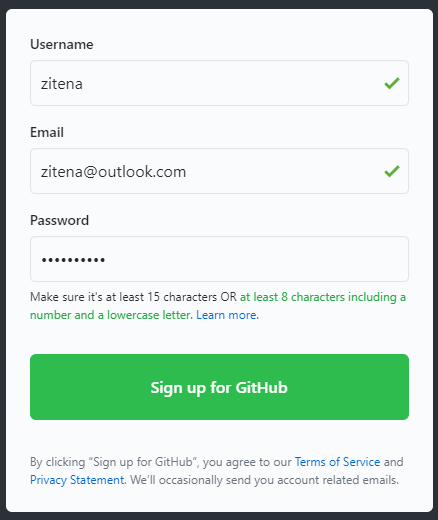 Username
zitena
Email
zitena@outlook.com
Password
••••••••••
Make sure it's at least 15 characters OR at least 8 characters including a
number and a lowercase letter. Learn more.
Sign up for GitHub
By clicking “Sign up for GitHub”, you agree to our Terms of Service and
Privacy Statement. We’ll occasionally send you account related emails.